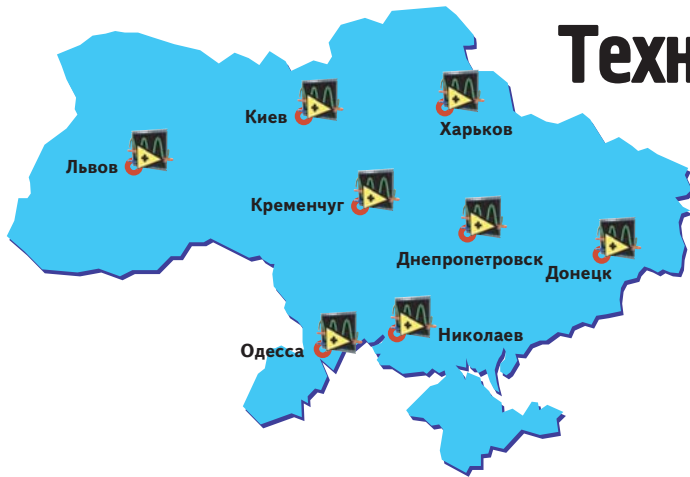 Техн
Киев
Харьков
Львов
Кременчуг
Днепропетровск
Донецк
Николаев
Одесса